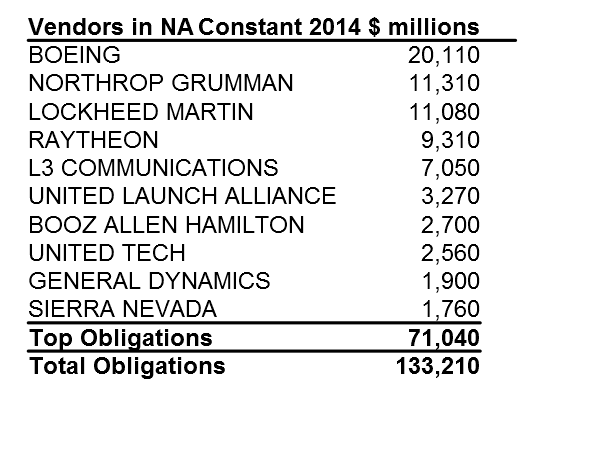 Vendors in NA Constant 2014 $ millions
BOEING 20,110
NORTHROP GRUMMAN 11,310
LOCKHEED MARTIN 11,080
RAYTHEON 9,310
L3 COMMUNICATIONS 7,050
UNITED LAUNCH ALLIANCE 3,270
BOOZ ALLEN HAMILTON 2,700
UNITED TECH 2,560
GENERAL DYNAMICS 1,900
SIERRA NEVADA 1,760
Top Obligations 71,040
Total Obligations 133,210